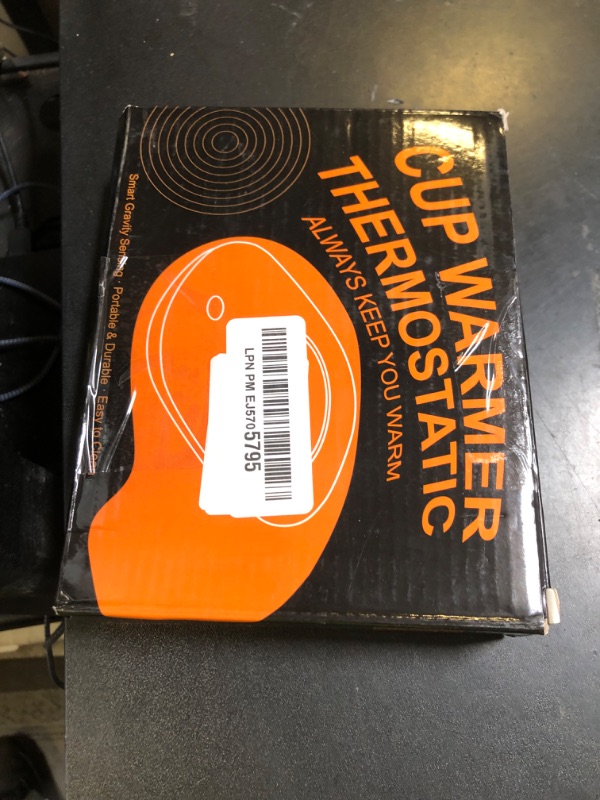 CUP WARMER
THERMOSTATIC
ALWAYS KEEP YOU WARM
LPN PM EJ5705795
Smart Gravity Sensing · Portable & Durable · Easy to